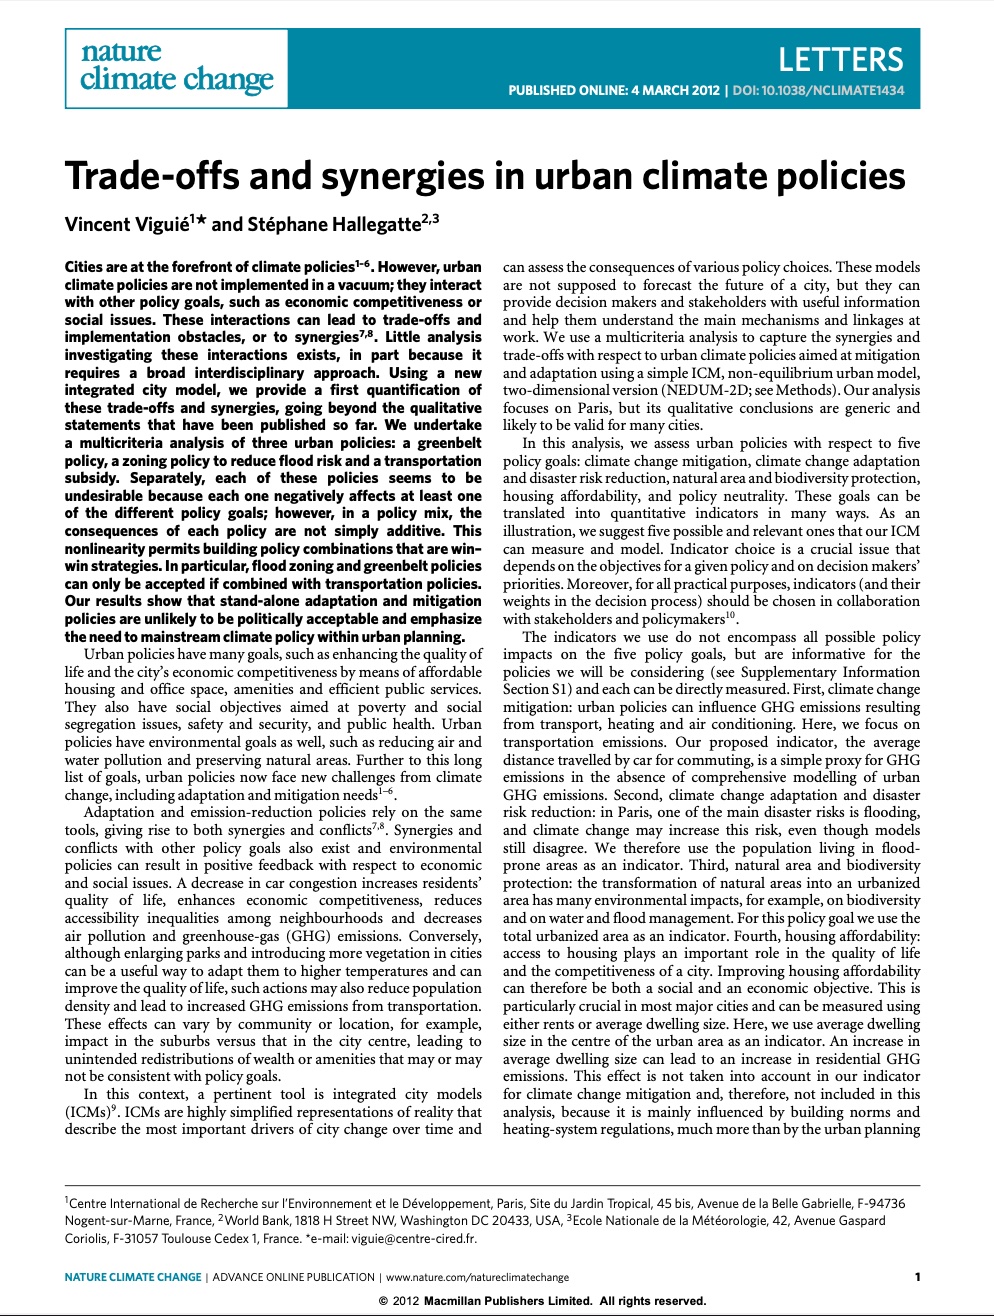 nature
climate change
LETTERS
PUBLISHED ONLINE: 4 MARCH 2012 | DOI: 10.1038/NCLIMATE1434
Trade-offs and synergies in urban climate policies
Vincent Viguié1★ and Stéphane Hallegatte2,3
Cities are at the forefront of climate policies1–6. However, urban
climate policies are not implemented in a vacuum; they interact
with other policy goals, such as economic competitiveness or
social issues. These interactions can lead to trade-offs and
implementation obstacles, or to synergies7,8. Little analysis
investigating these interactions exists, in part because it
requires a broad interdisciplinary approach. Using a new
integrated city model, we provide a first quantification of
these trade-offs and synergies, going beyond the qualitative
statements that have been published so far. We undertake
a multicriteria analysis of three urban policies: a greenbelt
policy, a zoning policy to reduce flood risk and a transportation
subsidy. Separately, each of these policies seems to be
undesirable because each one negatively affects at least one
of the different policy goals; however, in a policy mix, the
consequences of each policy are not simply additive. This
nonlinearity permits building policy combinations that are win–
win strategies. In particular, flood zoning and greenbelt policies
can only be accepted if combined with transportation policies.
Our results show that stand-alone adaptation and mitigation
policies are unlikely to be politically acceptable and emphasize
the need to mainstream climate policy within urban planning.
Urban policies have many goals, such as enhancing the quality of
life and the city's economic competitiveness by means of affordable
housing and office space, amenities and efficient public services.
They also have social objectives aimed at poverty and social
segregation issues, safety and security, and public health. Urban
policies have environmental goals as well, such as reducing air and
water pollution and preserving natural areas. Further to this long
list of goals, urban policies now face new challenges from climate
change, including adaptation and mitigation needs1–6.
Adaptation and emission-reduction policies rely on the same
tools, giving rise to both synergies and conflicts7,8. Synergies and
conflicts with other policy goals also exist and environmental
policies can result in positive feedback with respect to economic
and social issues. A decrease in car congestion increases residents'
quality of life, enhances economic competitiveness, reduces
accessibility inequalities among neighbourhoods and decreases
air pollution and greenhouse-gas (GHG) emissions. Conversely,
although enlarging parks and introducing more vegetation in cities
can be a useful way to adapt them to higher temperatures and can
improve the quality of life, such actions may also reduce population
density and lead to increased GHG emissions from transportation.
These effects can vary by community or location, for example,
impact in the suburbs versus that in the city centre, leading to
unintended redistributions of wealth or amenities that may or may
not be consistent with policy goals.
In this context, a pertinent tool is integrated city models
(ICMs)9. ICMs are highly simplified representations of reality that
describe the most important drivers of city change over time and
can assess the consequences of various policy choices. These models
are not supposed to forecast the future of a city, but they can
provide decision makers and stakeholders with useful information
and help them understand the main mechanisms and linkages at
work. We use a multicriteria analysis to capture the synergies and
trade-offs with respect to urban climate policies aimed at mitigation
and adaptation using a simple ICM, non-equilibrium urban model,
two-dimensional version (NEDUM-2D; see Methods). Our analysis
focuses on Paris, but its qualitative conclusions are generic and
likely to be valid for many cities.
In this analysis, we assess urban policies with respect to five
policy goals: climate change mitigation, climate change adaptation
and disaster risk reduction, natural area and biodiversity protection,
housing affordability, and policy neutrality. These goals can be
translated into quantitative indicators in many ways. As an
illustration, we suggest five possible and relevant ones that our ICM
can measure and model. Indicator choice is a crucial issue that
depends on the objectives for a given policy and on decision makers'
priorities. Moreover, for all practical purposes, indicators (and their
weights in the decision process) should be chosen in collaboration
with stakeholders and policymakers10.
The indicators we use do not encompass all possible policy
impacts on the five policy goals, but are informative for the
policies we will be considering (see Supplementary Information
Section S1) and each can be directly measured. First, climate change
mitigation: urban policies can influence GHG emissions resulting
from transport, heating and air conditioning. Here, we focus on
transportation emissions. Our proposed indicator, the average
distance travelled by car for commuting, is a simple proxy for GHG
emissions in the absence of comprehensive modelling of urban
GHG emissions. Second, climate change adaptation and disaster
risk reduction: in Paris, one of the main disaster risks is flooding,
and climate change may increase this risk, even though models
still disagree. We therefore use the population living in flood-
prone areas as an indicator. Third, natural area and biodiversity
protection: the transformation of natural areas into an urbanized
area has many environmental impacts, for example, on biodiversity
and on water and flood management. For this policy goal we use the
total urbanized area as an indicator. Fourth, housing affordability:
access to housing plays an important role in the quality of life
and the competitiveness of a city. Improving housing affordability
can therefore be both a social and an economic objective. This is
particularly crucial in most major cities and can be measured using
either rents or average dwelling size. Here, we use average dwelling
size in the centre of the urban area as an indicator. An increase in
average dwelling size can lead to an increase in residential GHG
emissions. This effect is not taken into account in our indicator
for climate change mitigation and, therefore, not included in this
analysis, because it is mainly influenced by building norms and
heating-system regulations, much more than by the urban planning
1Centre International de Recherche sur l'Environnement et le Développement, Paris, Site du Jardin Tropical, 45 bis, Avenue de la Belle Gabrielle, F-94736
Nogent-sur-Marne, France, 2World Bank, 1818 H Street NW, Washington DC 20433, USA, 3Ecole Nationale de la Météorologie, 42, Avenue Gaspard
Coriolis, F-31057 Toulouse Cedex 1, France. *e-mail: viguie@centre-cired.fr.
NATURE CLIMATE CHANGE | ADVANCE ONLINE PUBLICATION | www.nature.com/natureclimatechange
1
© 2012 Macmillan Publishers Limited. All rights reserved.